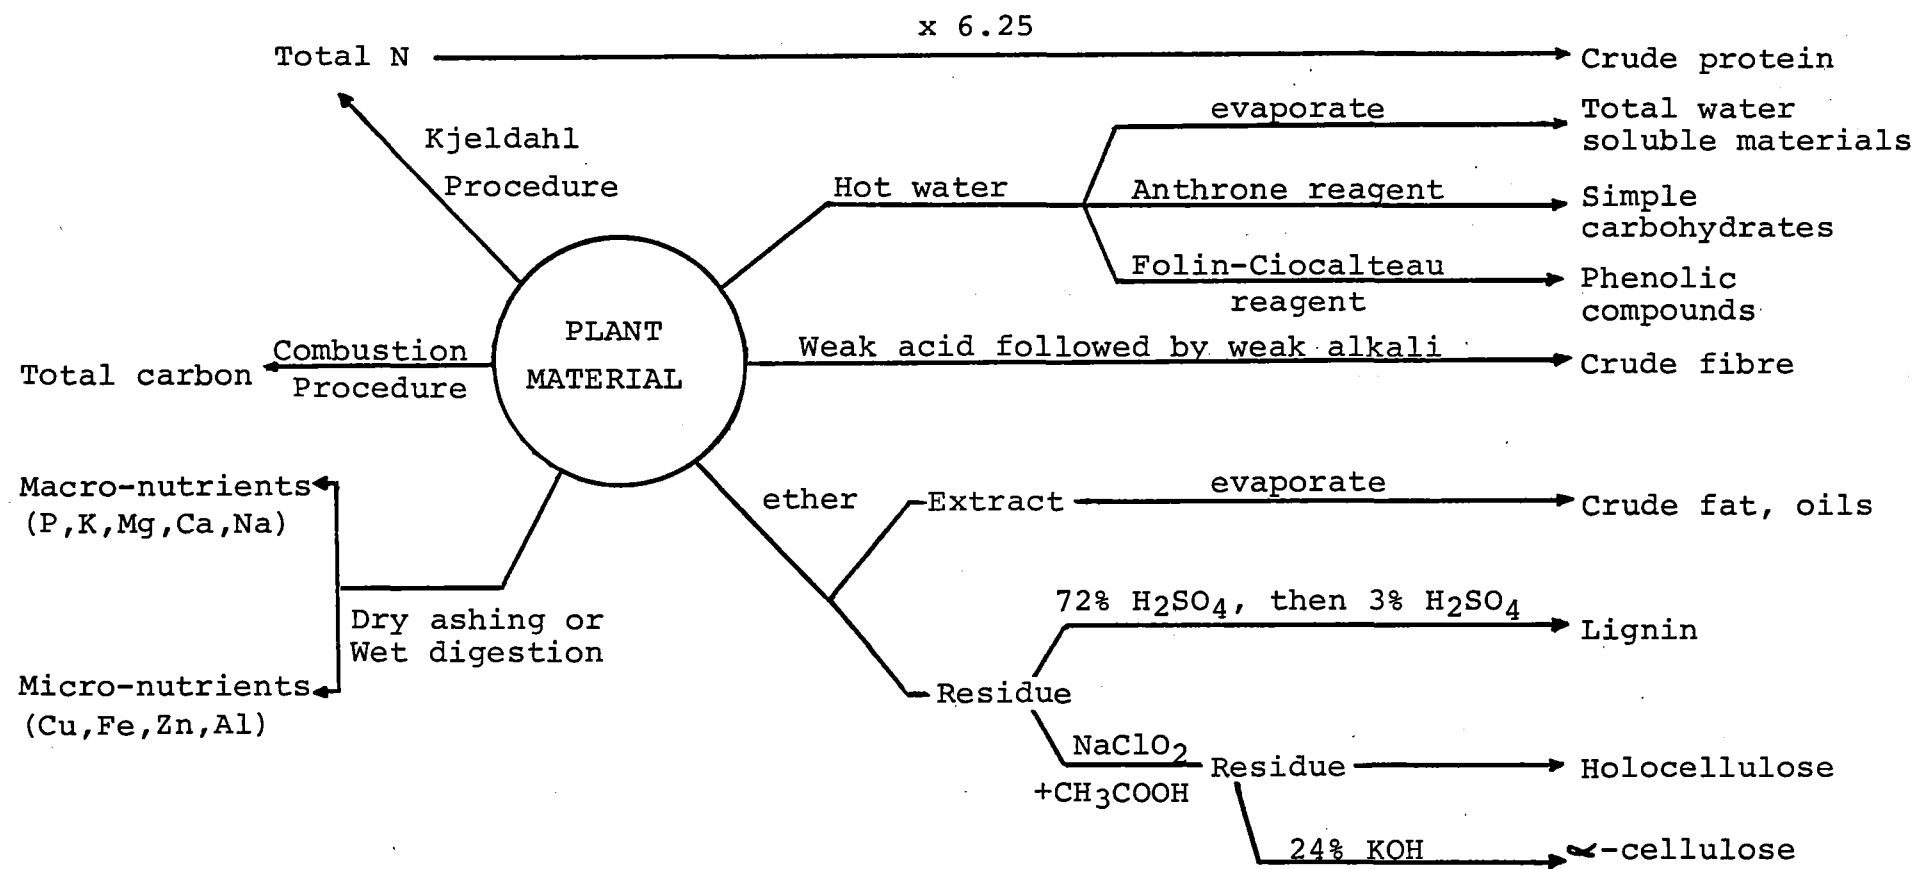 x 6.25
Total N
Crude protein
Kjeldahl
Procedure
evaporate
Total water
soluble materials
Hot water
Anthrone reagent
Simple
carbohydrates
Folin-Ciocalteau
reagent
Phenolic
compounds
PLANT
MATERIAL
Combustion
Procedure
Total carbon
Weak acid followed by weak alkali
Crude fibre
Macro-nutrients
(P,K,Mg,Ca,Na)
Dry ashing or
Wet digestion
Micro-nutrients
(Cu,Fe,Zn,Al)
ether
Extract
evaporate
Crude fat, oils
72% H2SO4, then 3% H2SO4
Lignin
Residue
NaClO2
+CH3COOH
Residue
Holocellulose
24% KOH
∝-cellulose